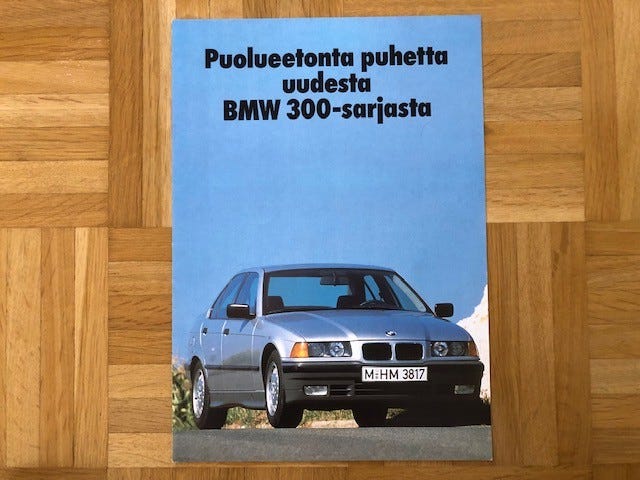 Puolueetonta puhetta
uudesta
BMW 300-sarjasta
M-HM 3817